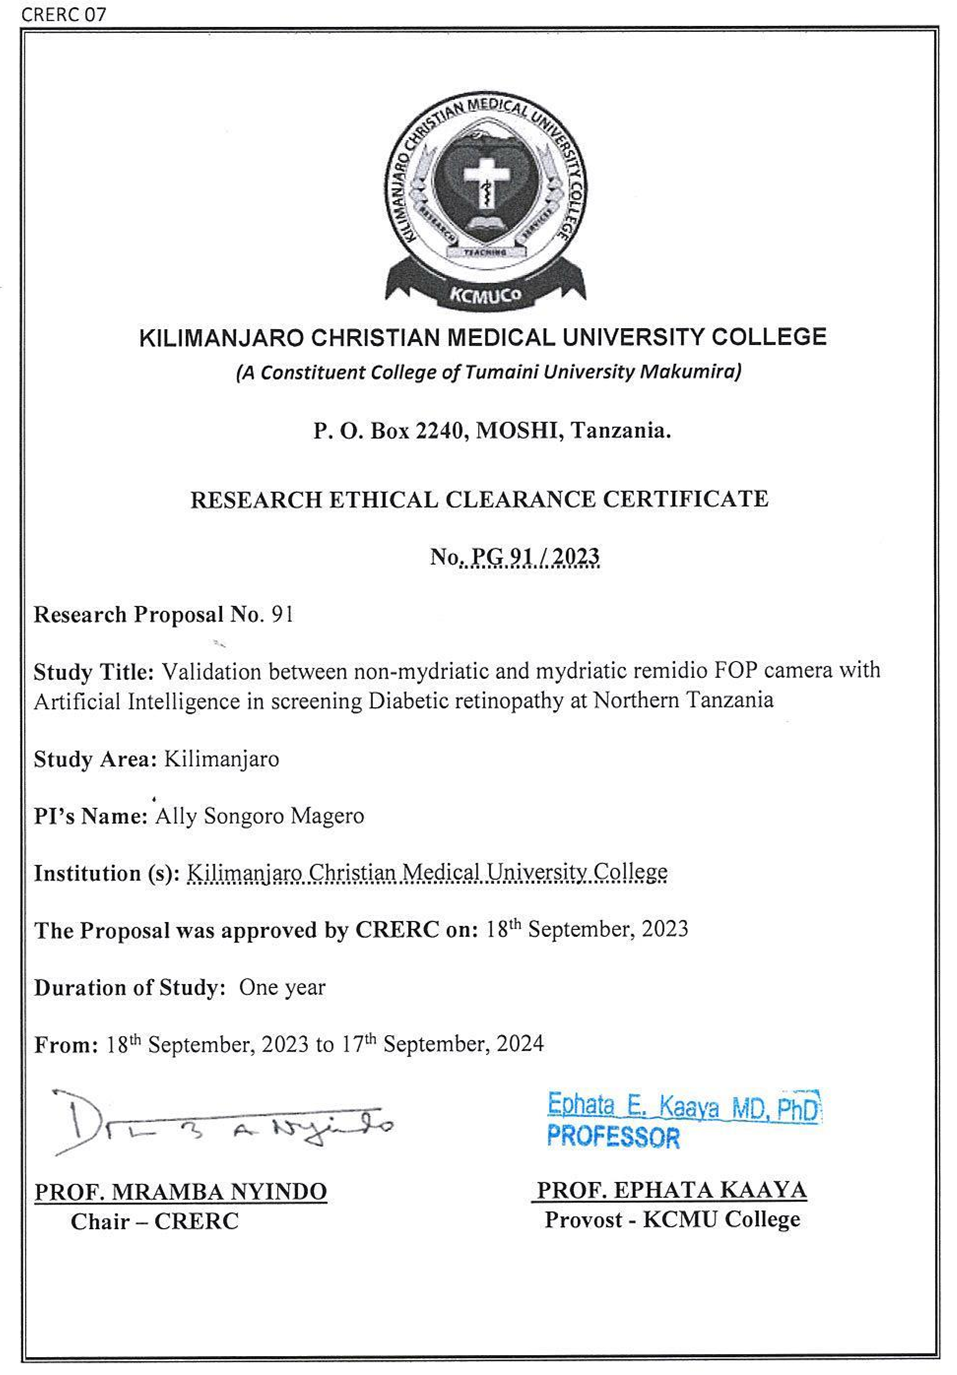 CRERC 07
KILIMANJARO CHRISTIAN MEDICAL UNIVERSITY COLLEGE
RESEARCH
TEACHING
SERVICES
KCMUCo
KILIMANJARO CHRISTIAN MEDICAL UNIVERSITY COLLEGE
(A Constituent College of Tumaini University Makumira)
P. O. Box 2240, MOSHI, Tanzania.
RESEARCH ETHICAL CLEARANCE CERTIFICATE
No. PG 91 / 2023
Research Proposal No. 91
Study Title: Validation between non-mydriatic and mydriatic remidio FOP camera with
Artificial Intelligence in screening Diabetic retinopathy at Northern Tanzania
Study Area: Kilimanjaro
PI's Name: Ally Songoro Magero
Institution (s): Kilimanjaro Christian Medical University College
The Proposal was approved by CRERC on: 18th September, 2023
Duration of Study: One year
From: 18th September, 2023 to 17th September, 2024
A Nyindo
Ephata E. Kaaya MD, PhD
PROFESSOR
PROF. MRAMBA NYINDO
PROF. EPHATA KAAYA
Chair – CRERC
Provost - KCMU College